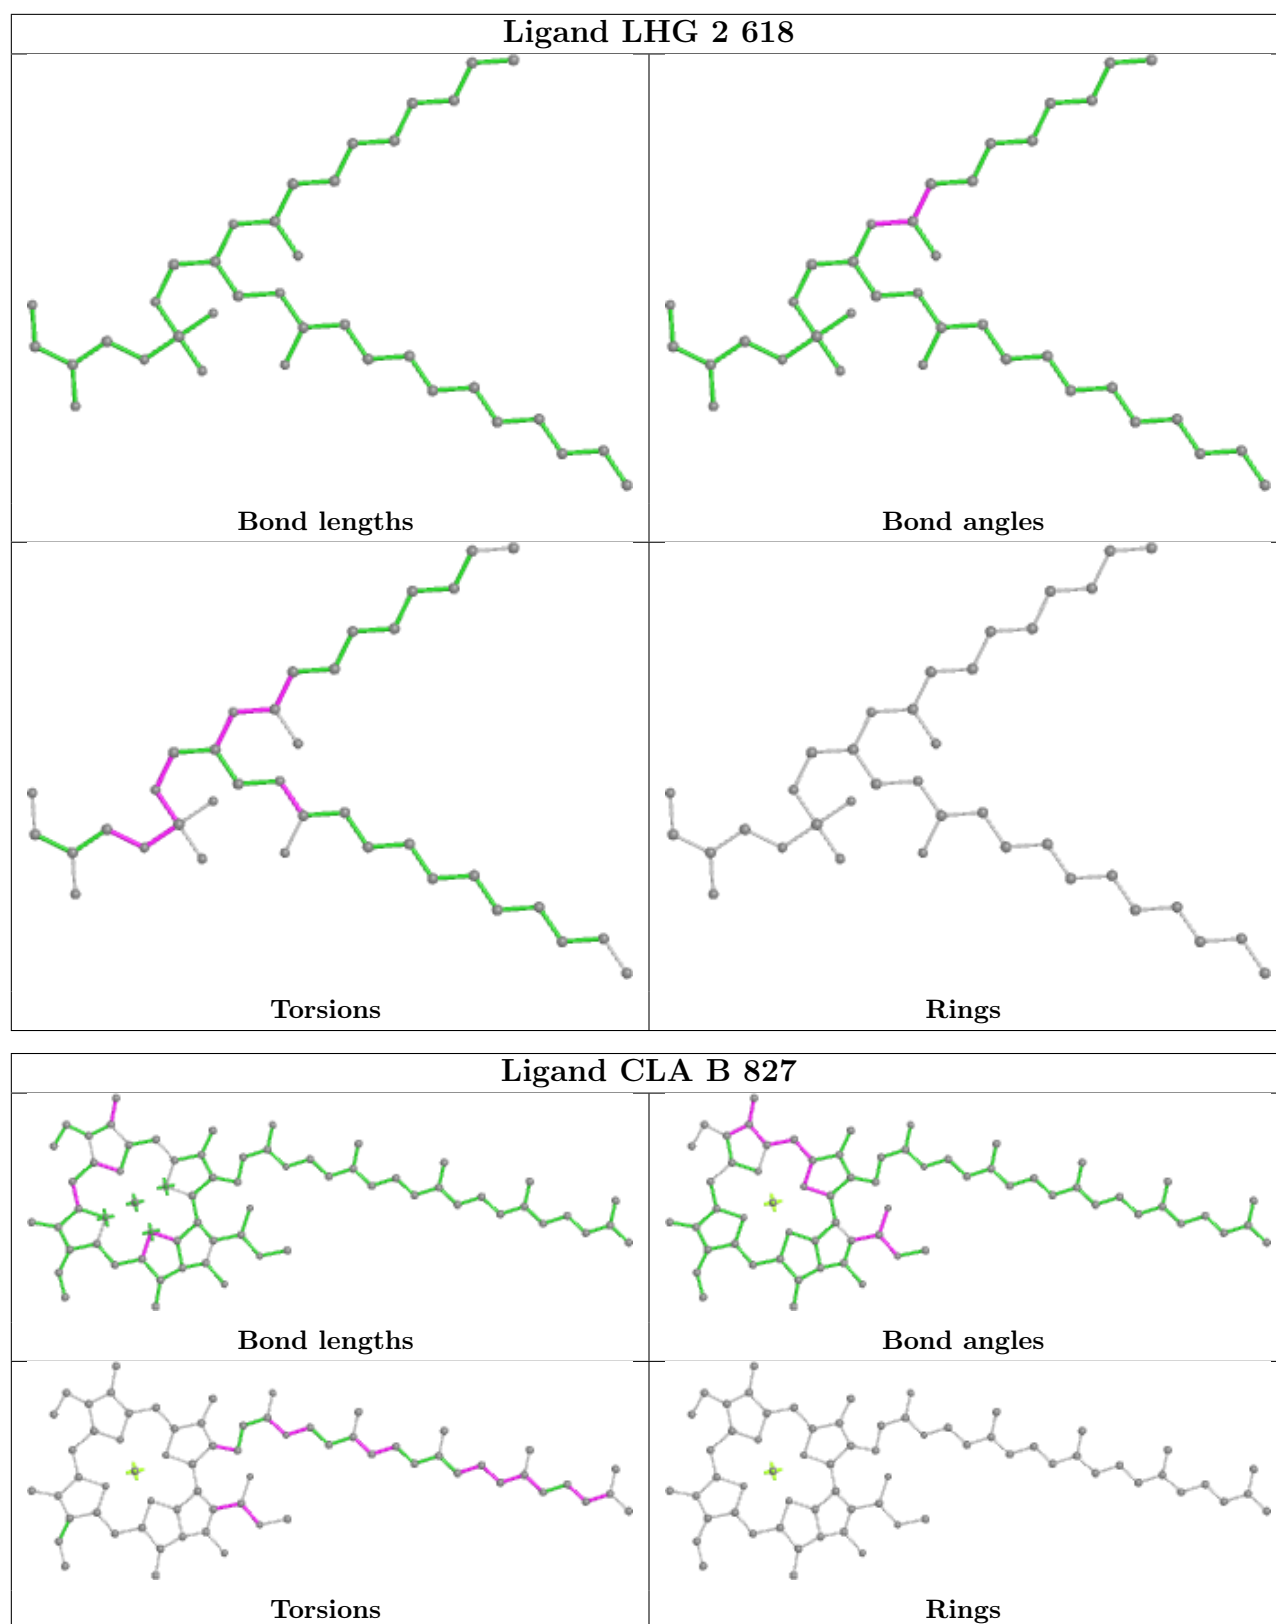 Ligand LHG 2 618
Bond lengths
Bond angles
Torsions
Rings
Ligand CLA B 827
Bond lengths
Bond angles
Torsions
Rings